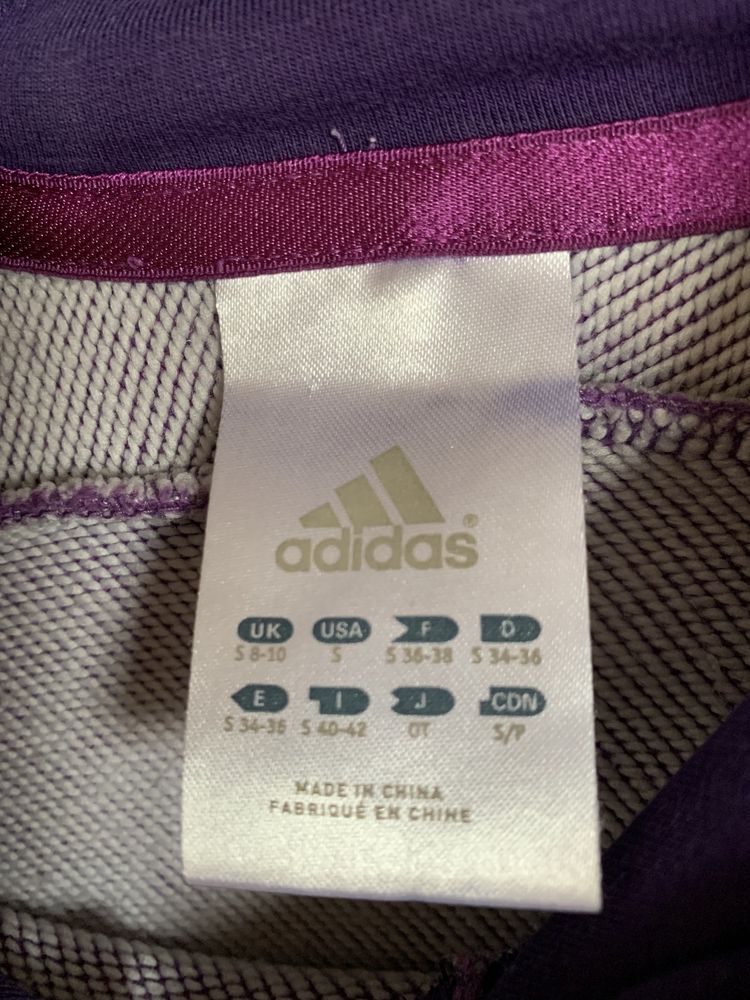 adidas®
UK USA F D
S 8-10 S S 36-38 S 34-36
E I J CDN
S 34-36 S 40-42 OT S/P
MADE IN CHINA
FABRIQUÉ EN CHINE